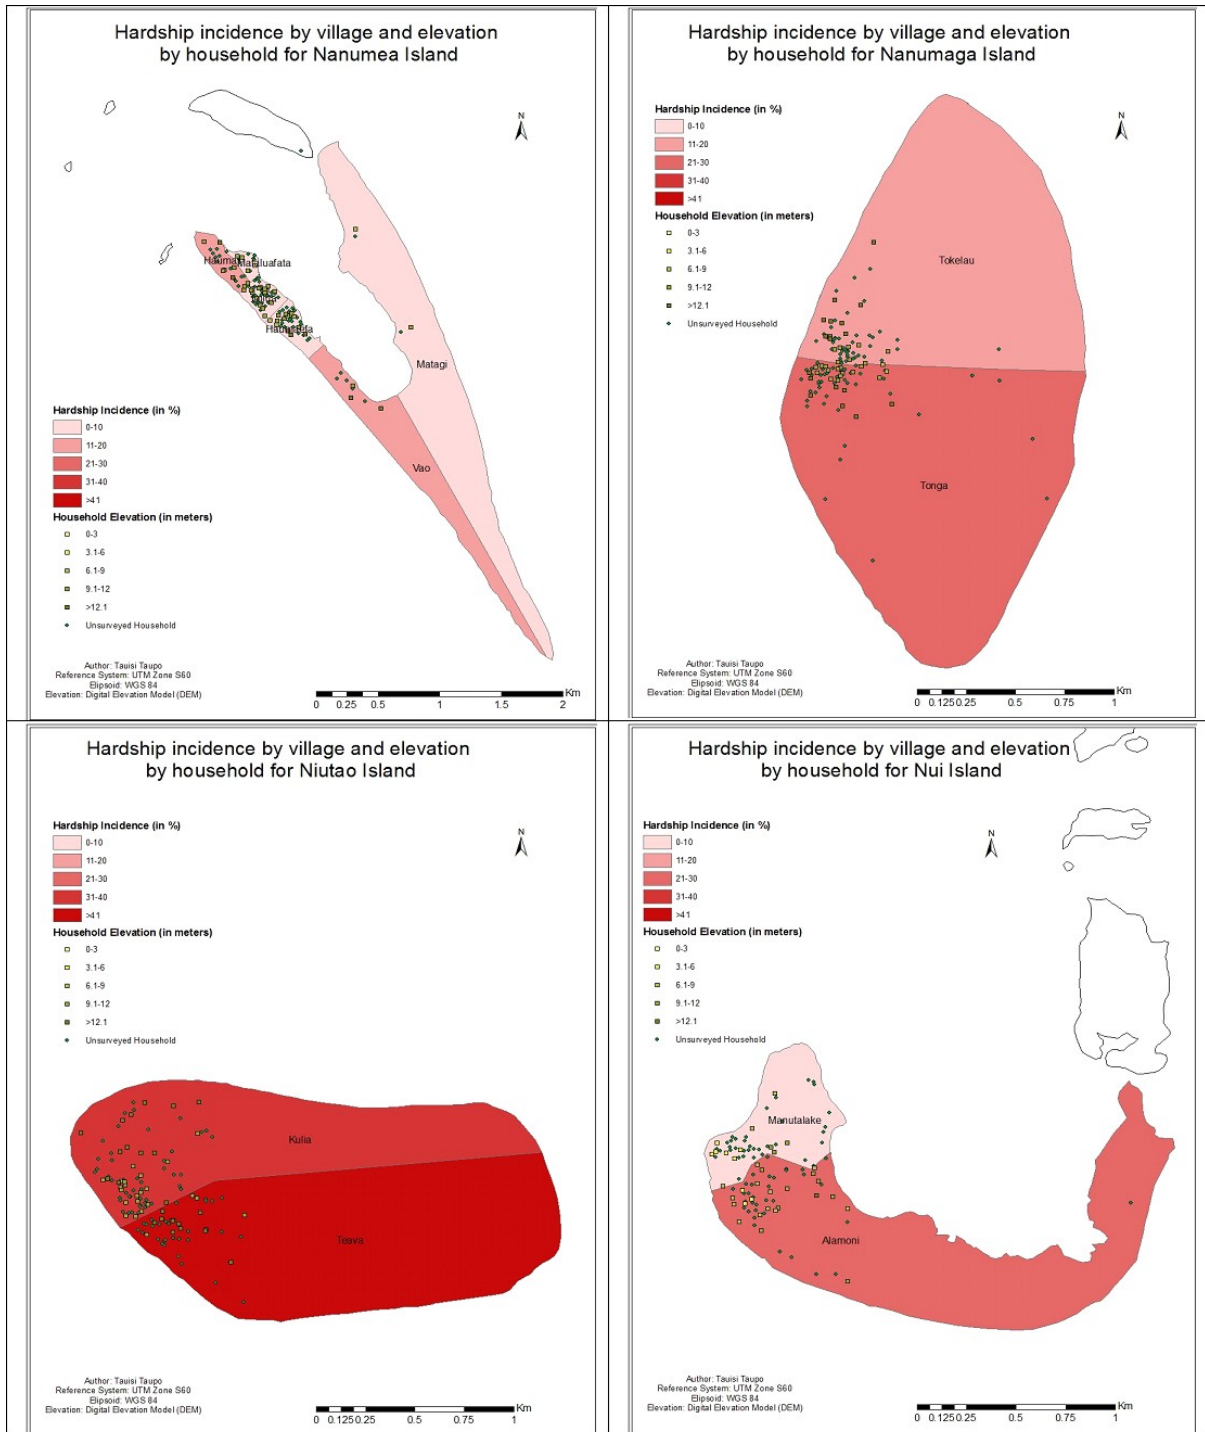 Hardship incidence by village and elevation
by household for Nanumea Island
N
Matagi
Vao
Hardship Incidence (in %)
0-10
11-20
21-30
31-40
>41
Household Elevation (in meters)
0-3
3.1-6
6.1-9
9.1-12
>12.1
Unsurveyed Household
Author: Tauisi Taupo
Reference System: UTM Zone S60
Elipsoid: WGS 84
Elevation: Digital Elevation Model (DEM)
Km
0 0.25 0.5 1 1.5 2
Hardship incidence by village and elevation
by household for Nanumaga Island
Hardship Incidence (in %)
0-10
11-20
21-30
31-40
>41
Household Elevation (in meters)
0-3
3.1-6
6.1-9
9.1-12
>12.1
Unsurveyed Household
N
Tokelau
Tonga
Author: Tauisi Taupo
Reference System: UTM Zone S60
Elipsoid: WGS 84
Elevation: Digital Elevation Model (DEM)
Km
0 0.125 0.25 0.5 1
Hardship incidence by village and elevation
by household for Niutao Island
Hardship Incidence (in %)
0-10
11-20
21-30
31-40
>41
Household Elevation (in meters)
0-3
3.1-6
6.1-9
9.1-12
>12.1
Unsurveyed Household
N
Kulia
Teava
Author: Tauisi Taupo
Reference System: UTM Zone S60
Elipsoid: WGS 84
Elevation: Digital Elevation Model (DEM)
Km
0 0.125 0.25 0.5 1
Hardship incidence by village and elevation
by household for Nui Island
Hardship Incidence (in %)
0-10
11-20
21-30
31-40
>41
Household Elevation (in meters)
0-3
3.1-6
6.1-9
9.1-12
>12.1
Unsurveyed Household
N
Manutalake
Alamoni
Author: Tauisi Taupo
Reference System: UTM Zone S60
Elipsoid: WGS 84
Elevation: Digital Elevation Model (DEM)
Km
0 0.125 0.25 0.5 1